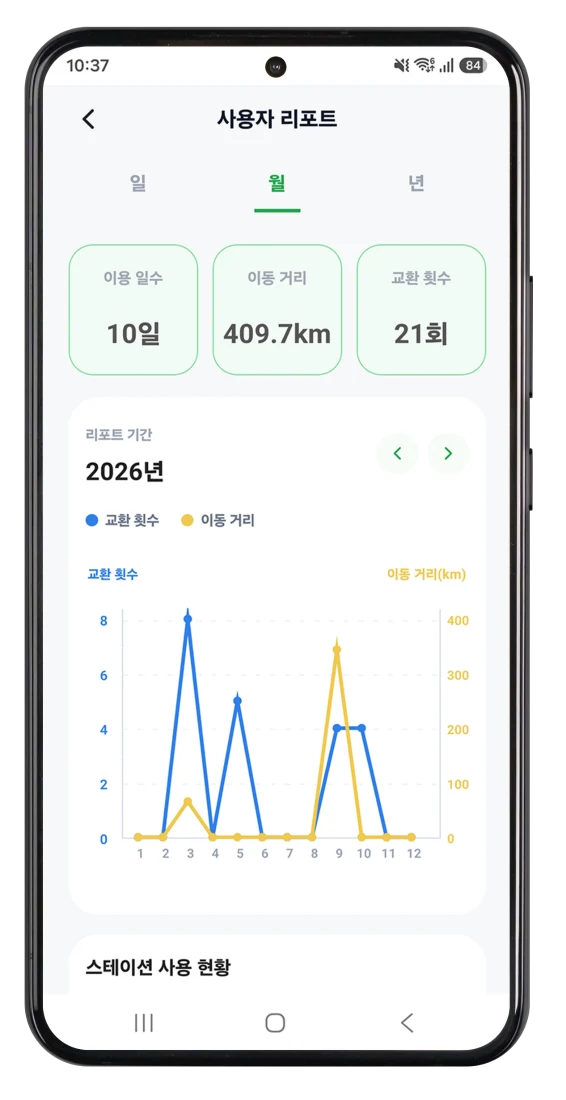 10:37 84
사용자 리포트
일 월 년
이용 일수 이동 거리 교환 횟수
10일 409.7km 21회
리포트 기간
2026년
교환 횟수 이동 거리
교환 횟수 이동 거리(km)
8 400
6 300
4 200
2 100
0 0
1 2 3 4 5 6 7 8 9 10 11 12
스테이션 사용 현황